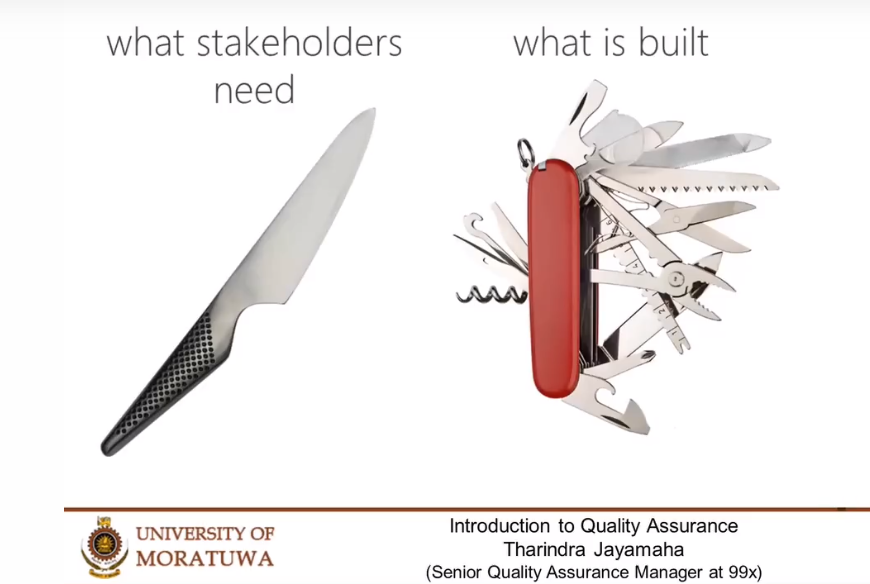 what stakeholders
need
what is built
UNIVERSITY OF
MORATUWA
Introduction to Quality Assurance
Tharindra Jayamaha
(Senior Quality Assurance Manager at 99x)